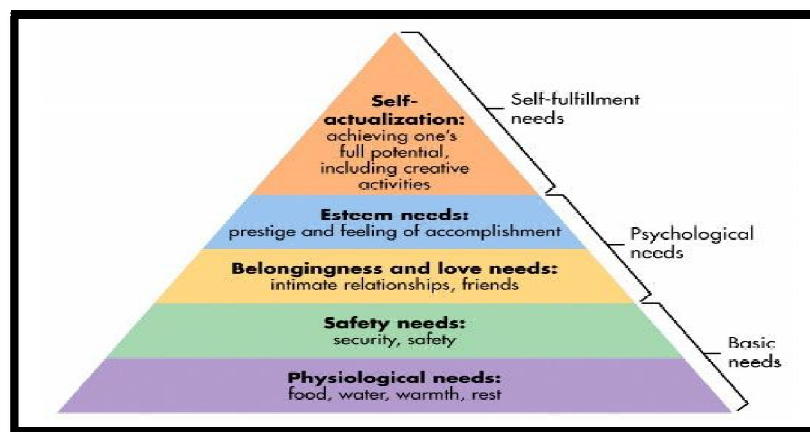 Self-
actualization:
achieving one's
full potential,
including creative
activities
Self-fulfillment
needs
Esteem needs:
prestige and feeling of accomplishment
Psychological
needs
Belongingness and love needs:
intimate relationships, friends
Safety needs:
security, safety
Basic
needs
Physiological needs:
food, water, warmth, rest